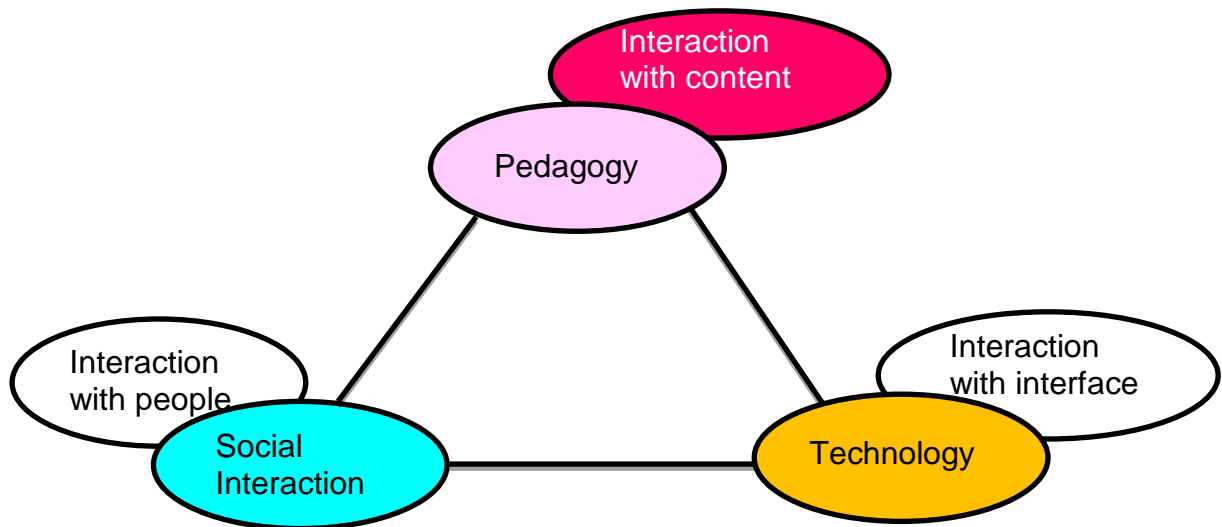 Interaction
with content
Pedagogy
Interaction
with people
Interaction
with interface
Social
Interaction
Technology